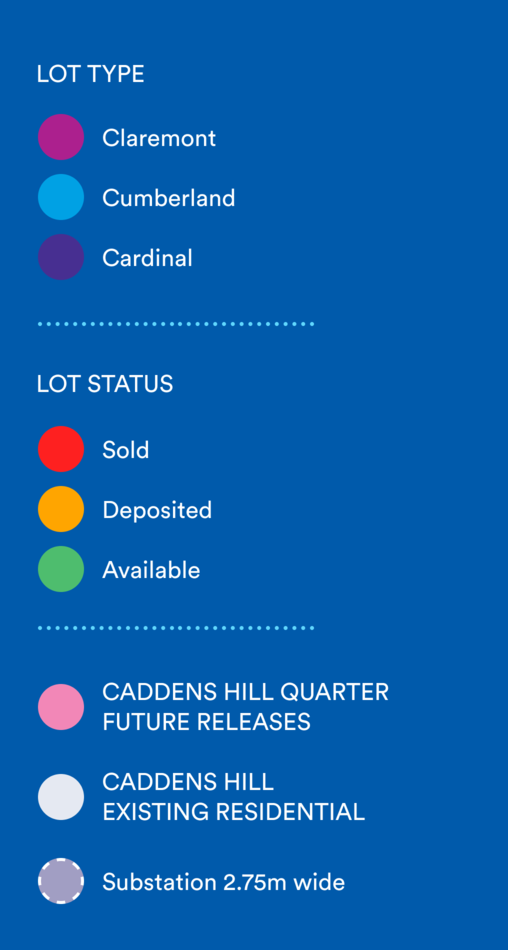 LOT TYPE
Claremont
Cumberland
Cardinal
LOT STATUS
Sold
Deposited
Available
CADDENS HILL QUARTER
FUTURE RELEASES
CADDENS HILL
EXISTING RESIDENTIAL
Substation 2.75m wide